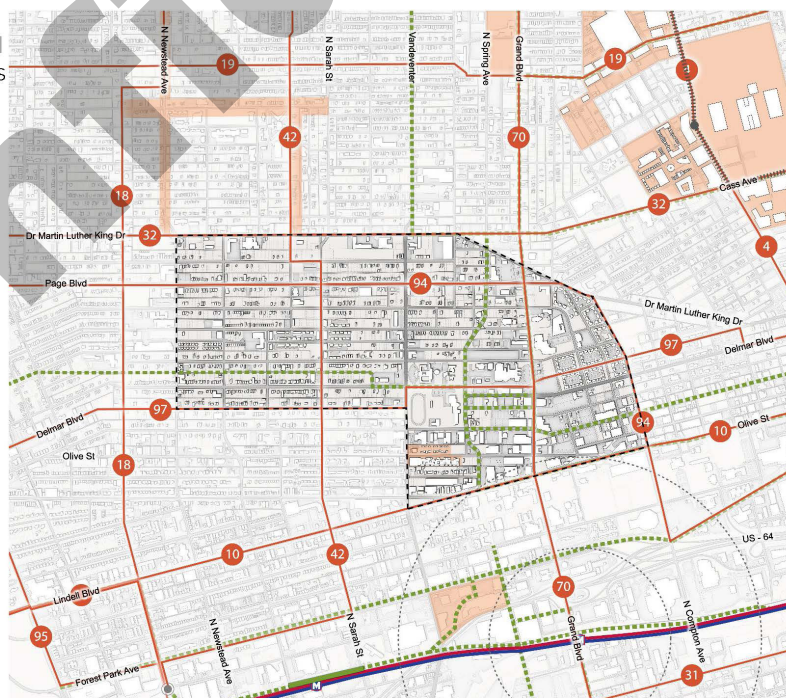 N Newstead Ave
N Sarah St
Vandeventer
N Spring Ave
Grand Blvd
19
19
4
42
70
18
32
32
Cass Ave
Dr Martin Luther King Dr
4
Page Blvd
94
Dr Martin Luther King Dr
97
Delmar Blvd
97
Delmar Blvd
94
10
Olive St
Olive St
18
10
42
US - 64
70
Lindell Blvd
95
N Newstead Ave
N Sarah St
Grand Blvd
N Compton Ave
Forest Park Ave
M
31